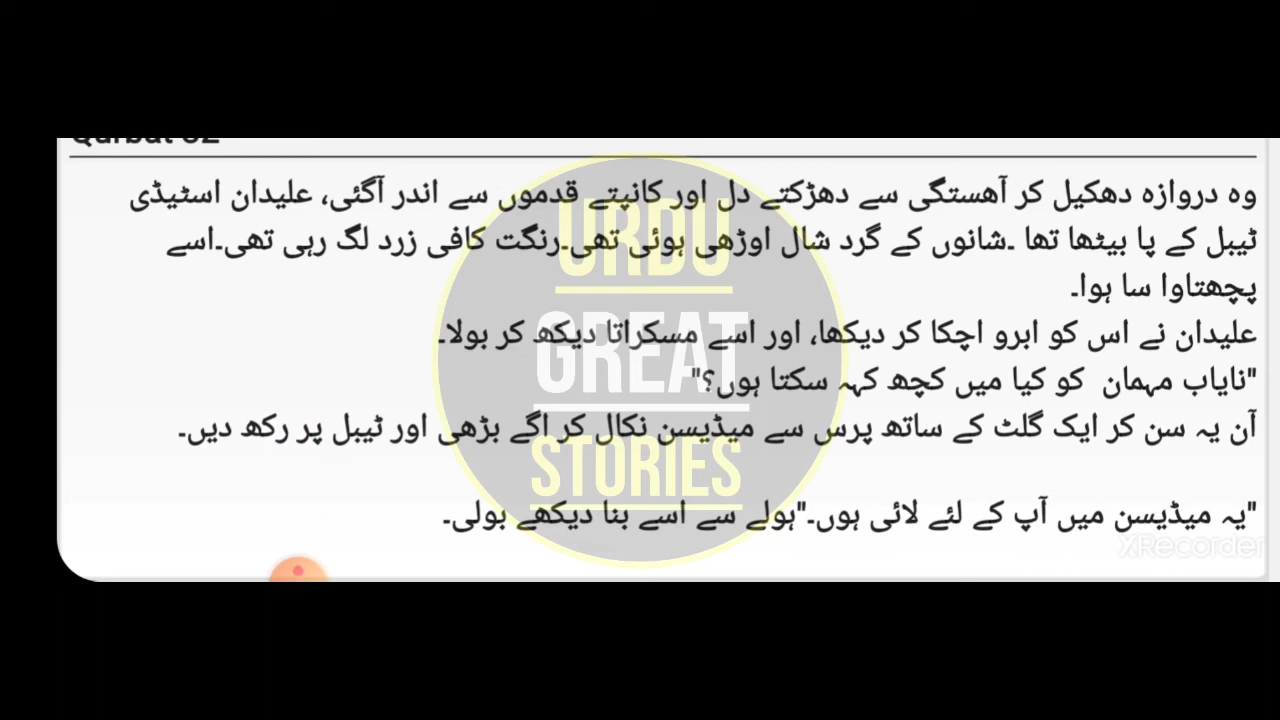 وہ دروازہ دھکیل کر آھستگی سے دھڑکتے دل اور کانپتے قدموں سے اندر آگئی، علیدان اسٹیڈی
ٹیبل کے پا بیٹھا تھا ۔شانوں کے گرد شال اوڑھی ہوئی تھی۔رنگت کافی زرد لگ رہی تھی۔اسے
پچھتاوا سا ہوا۔
علیدان نے اس کو ابرو اچکا کر دیکھا، اور اسے مسکراتا دیکھ کر بولا۔
"نایاب مہمان کو کیا میں کچھ کہہ سکتا ہوں؟"
آن یہ سن کر ایک گلٹ کے ساتھ پرس سے میڈیسن نکال کر اگے بڑھی اور ٹیبل پر رکھ دیں۔
"یہ میڈیسن میں آپ کے لئے لائی ہوں۔"ہولے سے اسے بنا دیکھے بولی۔
URDU
GREAT
STORIES
XRecorder